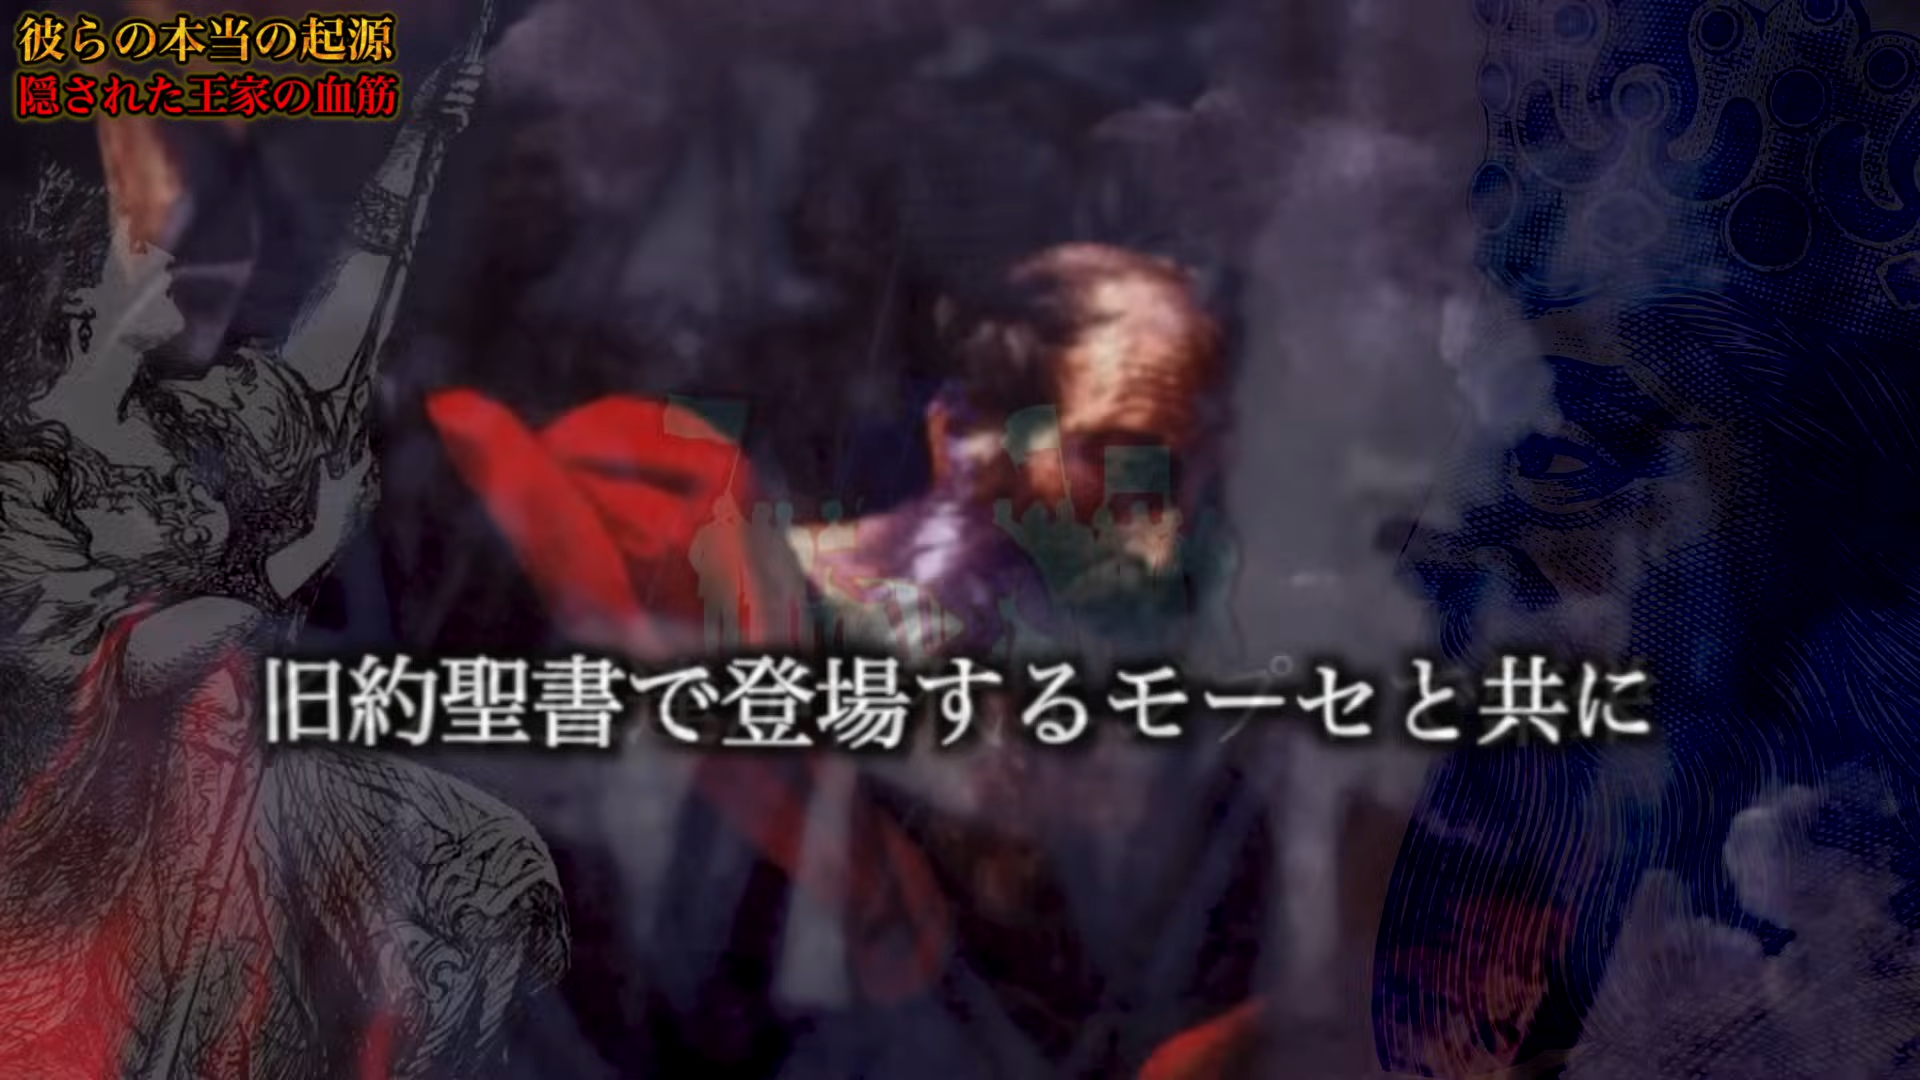 彼らの本当の起源
隠された王家の血筋
旧約聖書で登場するモーセと共に